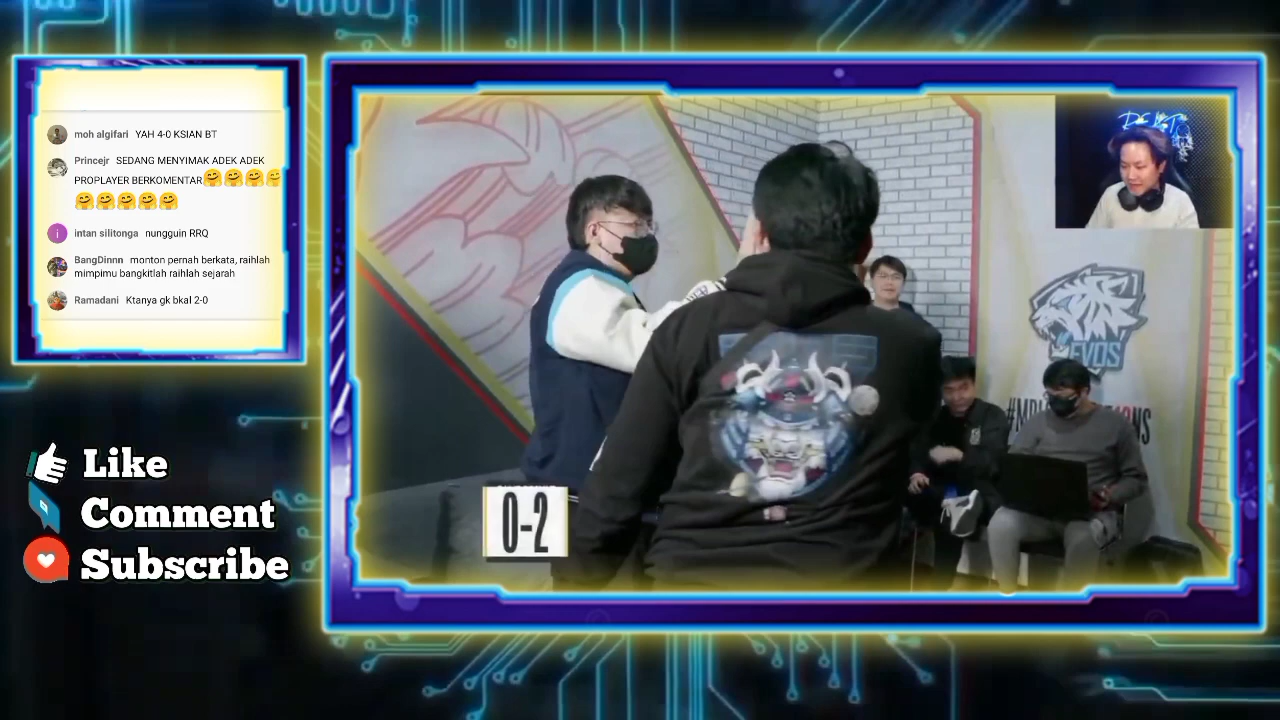 moh algifari YAH 4-0 KSIAN BT
Princejr SEDANG MENYIMAK ADEK ADEK
PROPLAYER BERKOMENTAR🤗🤗🤗🤗
🤗🤗🤗🤗🤗
i intan silitonga nungguin RRQ
BangDinnn monton pernah berkata, raihlah
mimpimu bangkitlah raihlah sejarah
Ramadani Ktanya gk bkal 2-0
Like
Comment
Subscribe
0-2
EVOS